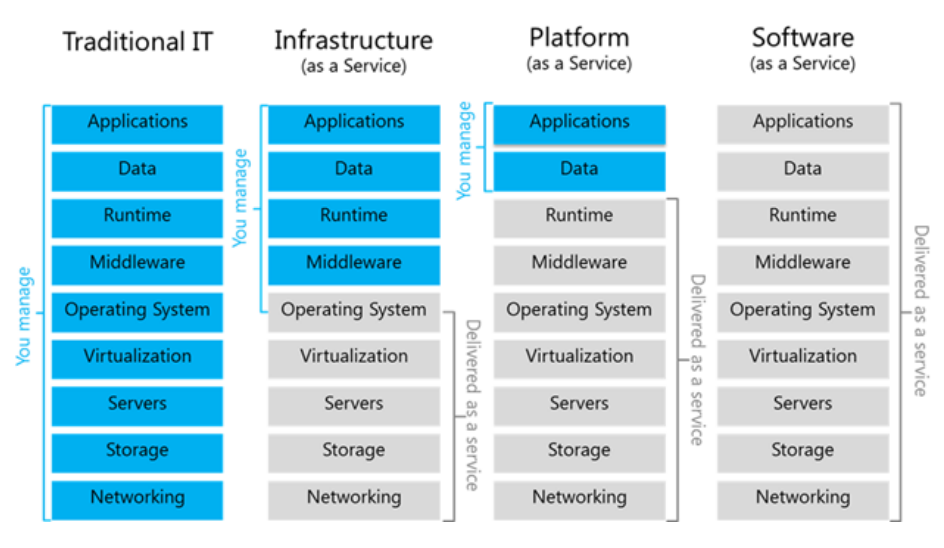 Traditional IT
Infrastructure
(as a Service)
Platform
(as a Service)
Software
(as a Service)
You manage
Applications
Data
Runtime
Middleware
Operating System
Virtualization
Servers
Storage
Networking
You manage
Applications
Data
Runtime
Middleware
Operating System
Virtualization
Servers
Storage
Networking
Delivered as a service
You manage
Applications
Data
Runtime
Middleware
Operating System
Virtualization
Servers
Storage
Networking
Delivered as a service
Applications
Data
Runtime
Middleware
Operating System
Virtualization
Servers
Storage
Networking
Delivered as a service